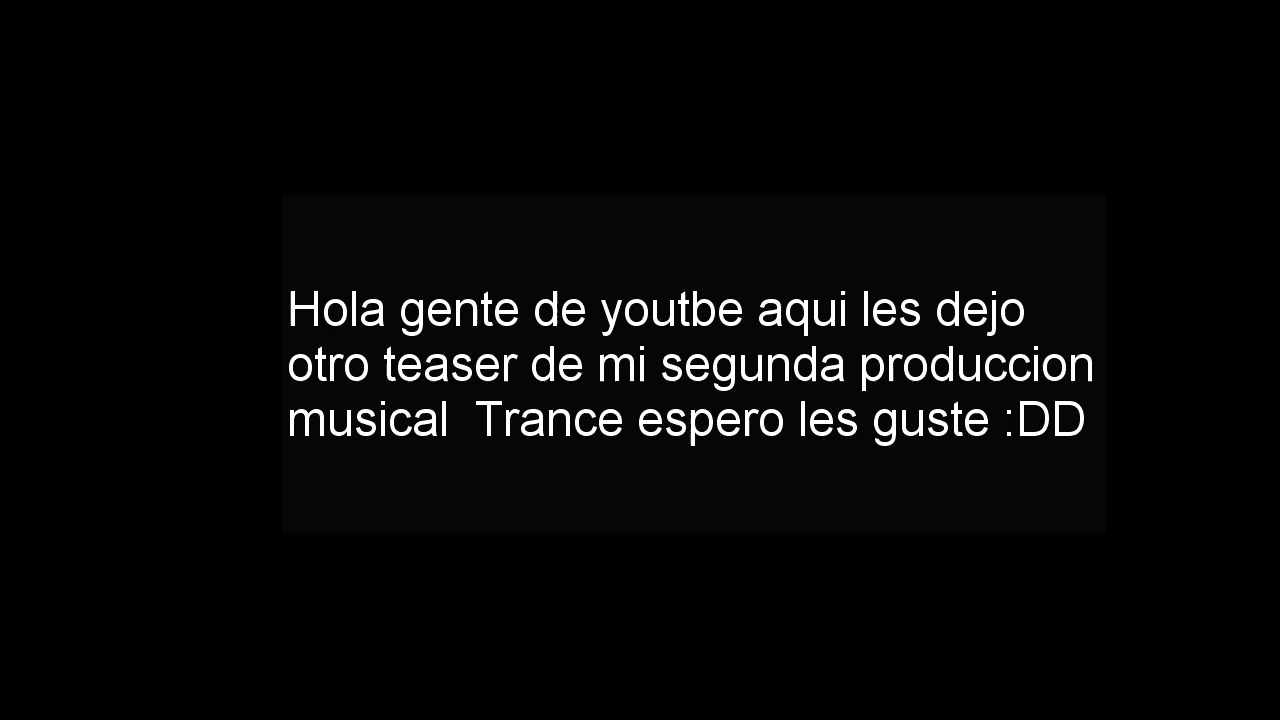 Hola gente de youtbe aqui les dejo
otro teaser de mi segunda produccion
musical  Trance espero les guste :DD